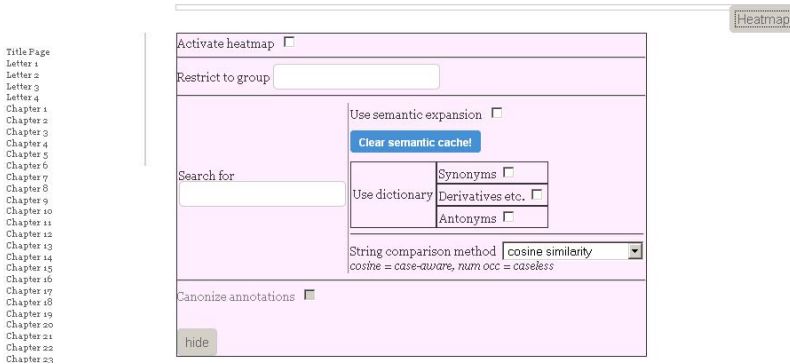 Heatmap
Title Page
Letter 1
Letter 2
Letter 3
Letter 4
Chapter 1
Chapter 2
Chapter 3
Chapter 4
Chapter 5
Chapter 6
Chapter 7
Chapter 8
Chapter 9
Chapter 10
Chapter 11
Chapter 12
Chapter 13
Chapter 14
Chapter 15
Chapter 16
Chapter 17
Chapter 18
Chapter 19
Chapter 20
Chapter 21
Chapter 22
Chapter 23
Activate heatmap
Restrict to group
Search for
Use semantic expansion
Clear semantic cache!
Use dictionary
Synonyms
Derivatives etc.
Antonyms
String comparison method cosine similarity
cosine = case-aware, num occ = caseless
Canonize annotations
hide